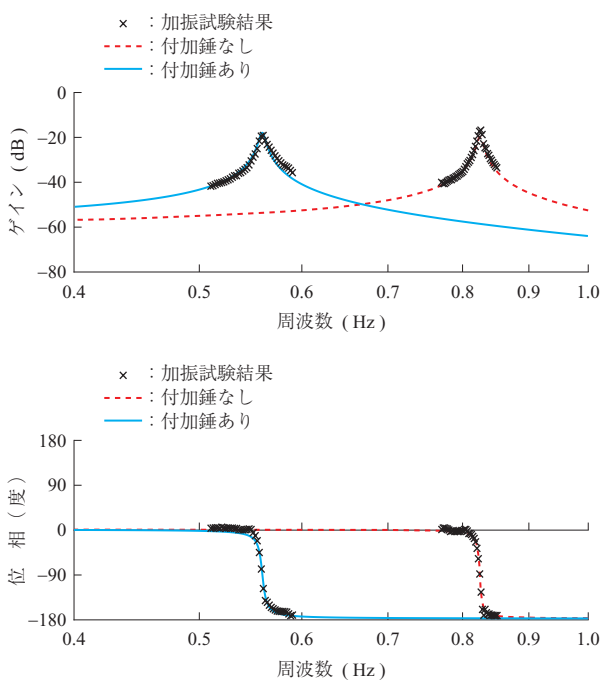 × ：加振試験結果
：付加錘なし
：付加錘あり
0
−20
−40
−60
−80
ゲイン ( dB )
0.4 0.5 0.6 0.7 0.8 0.9 1.0
周波数 ( Hz )
× ：加振試験結果
：付加錘なし
：付加錘あり
180
90
0
−90
−180
位 相 ( 度 )
0.4 0.5 0.6 0.7 0.8 0.9 1.0
周波数 ( Hz )